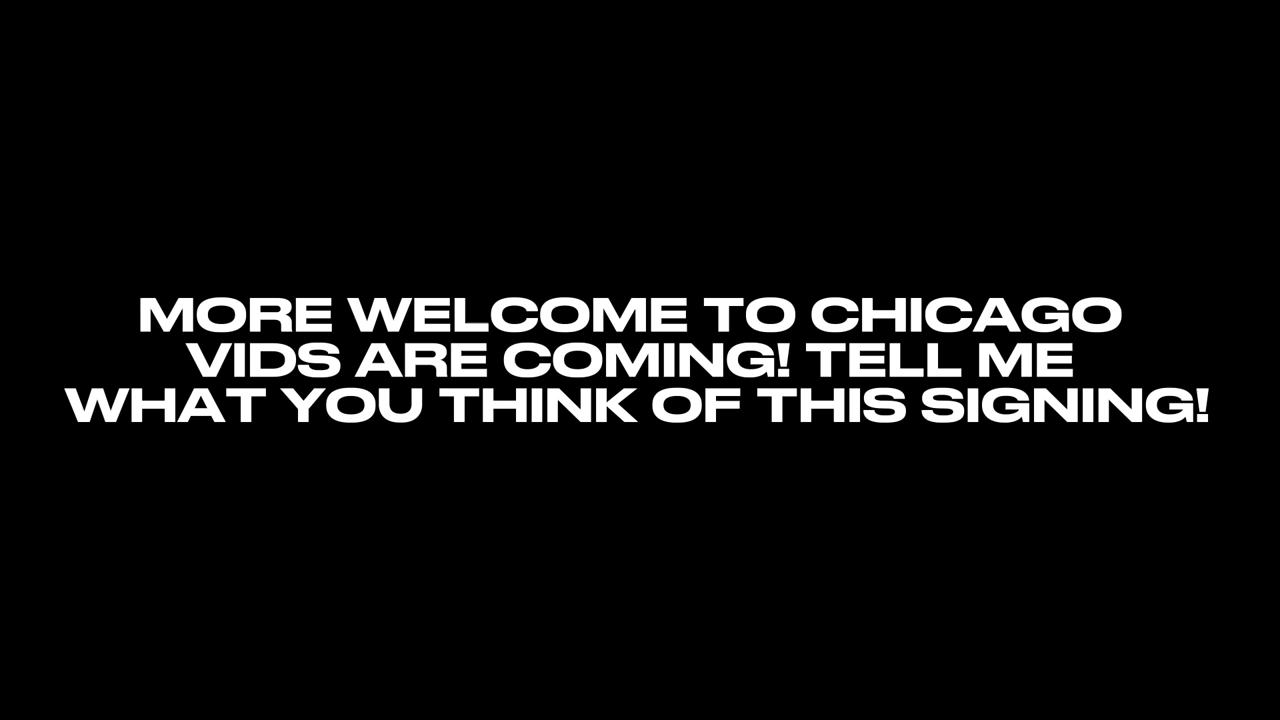 MORE WELCOME TO CHICAGO
VIDS ARE COMING! TELL ME
WHAT YOU THINK OF THIS SIGNING!